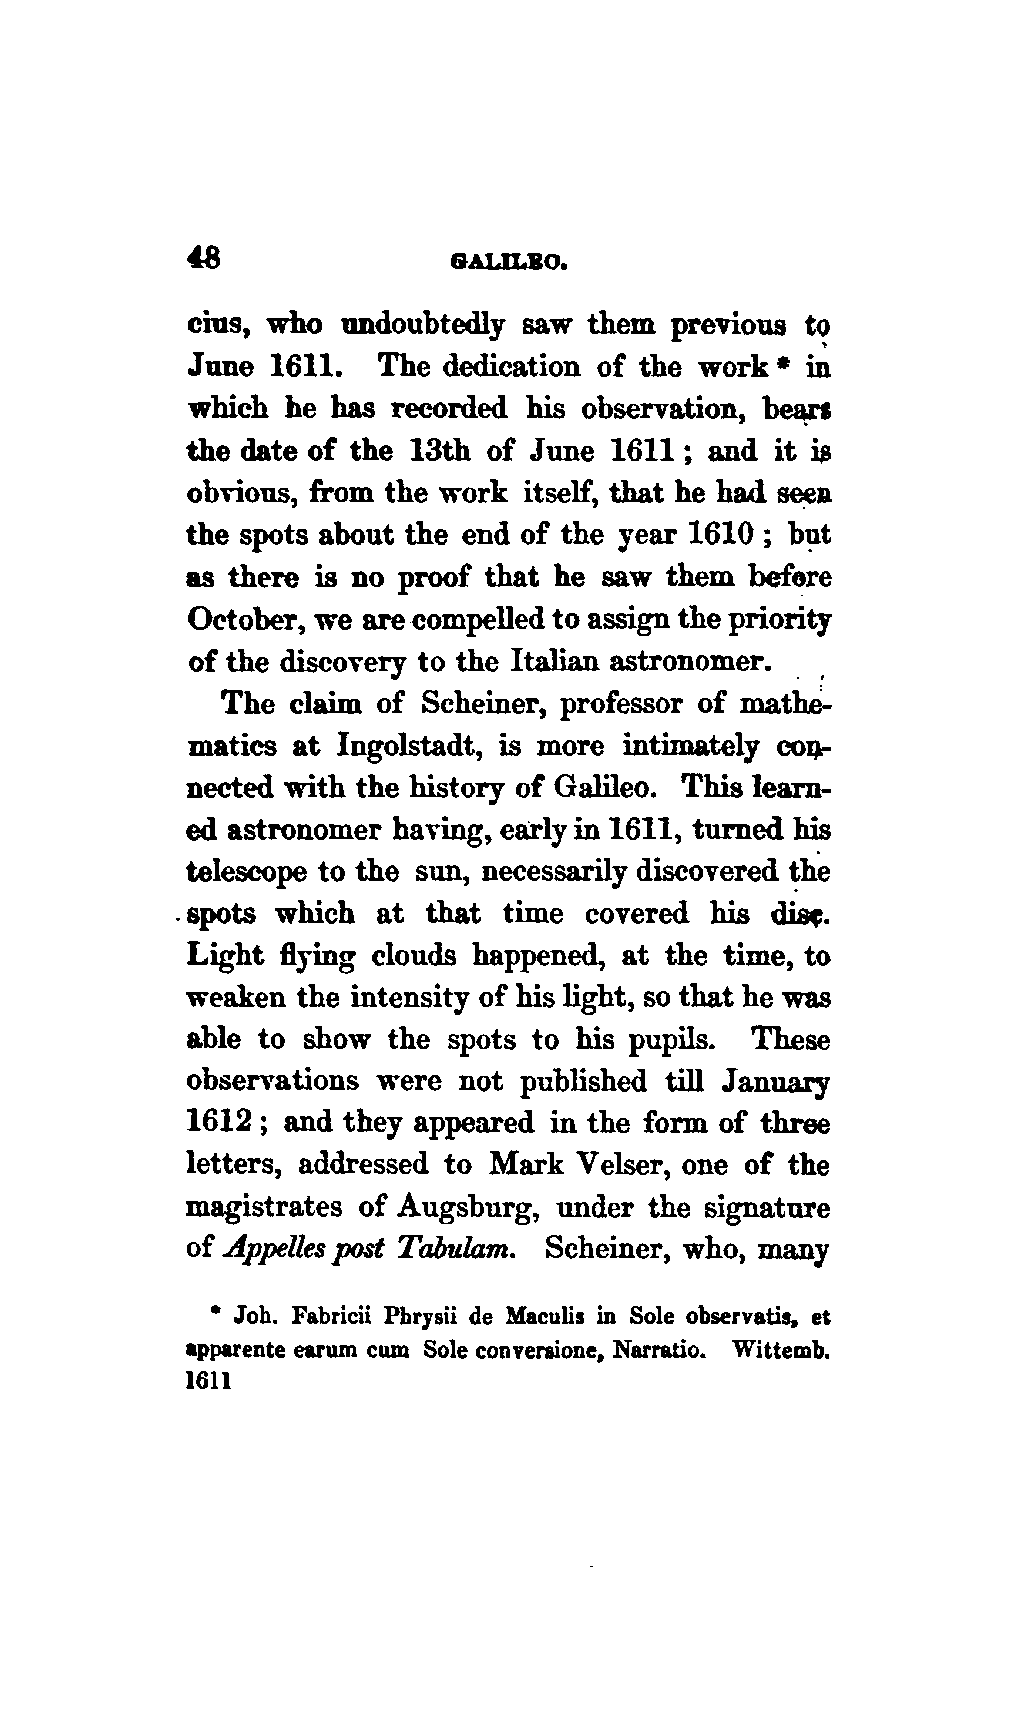 48 GALILEO.
cius, who undoubtedly saw them previous to
June 1611. The dedication of the work * in
which he has recorded his observation, bears
the date of the 13th of June 1611; and it is
obvious, from the work itself, that he had seen
the spots about the end of the year 1610; but
as there is no proof that he saw them before
October, we are compelled to assign the priority
of the discovery to the Italian astronomer.
The claim of Scheiner, professor of mathe-
matics at Ingolstadt, is more intimately con-
nected with the history of Galileo. This learn-
ed astronomer having, early in 1611, turned his
telescope to the sun, necessarily discovered the
spots which at that time covered his disc.
Light flying clouds happened, at the time, to
weaken the intensity of his light, so that he was
able to show the spots to his pupils. These
observations were not published till January
1612; and they appeared in the form of three
letters, addressed to Mark Velser, one of the
magistrates of Augsburg, under the signature
of Appelles post Tabulam. Scheiner, who, many
* Joh. Fabricii Phrysii de Maculis in Sole observatis, et
apparente earum cum Sole conversione, Narratio. Wittemb.
1611